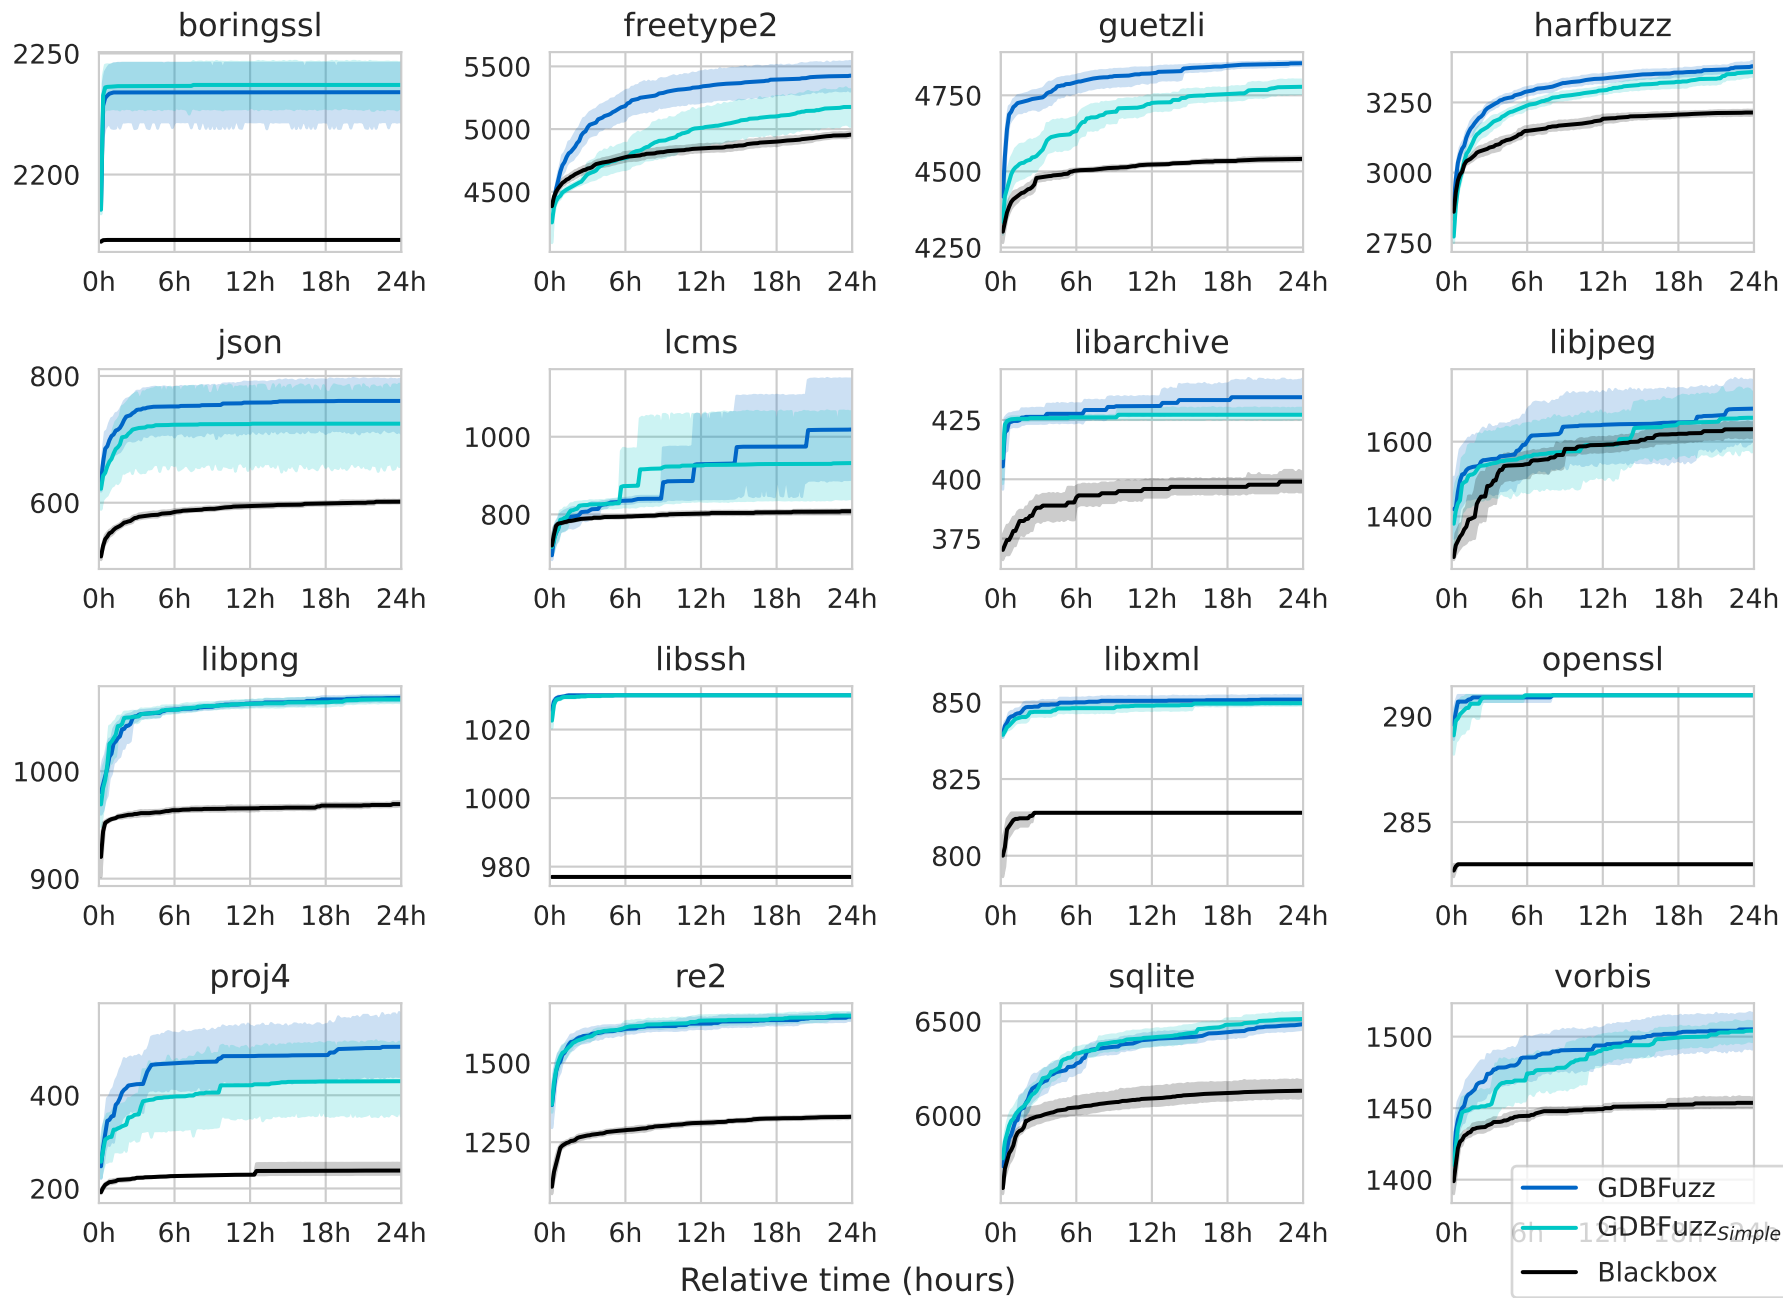 boringssl freetype2 guetzli harfbuzz
2250 5500 4750 3250
2200 5000 4500 3000
4500 4250 2750
0h 6h 12h 18h 24h 0h 6h 12h 18h 24h 0h 6h 12h 18h 24h 0h 6h 12h 18h 24h
json lcms libarchive libjpeg
800 1000 425 1600
600 800 400 1400
375
0h 6h 12h 18h 24h 0h 6h 12h 18h 24h 0h 6h 12h 18h 24h 0h 6h 12h 18h 24h
libpng libssh libxml openssl
1000 1020 850 290
900 1000 825 285
980 800
0h 6h 12h 18h 24h 0h 6h 12h 18h 24h 0h 6h 12h 18h 24h 0h 6h 12h 18h 24h
proj4 re2 sqlite vorbis
400 1500 6500 1500
200 1250 6000 1450
1400
0h 6h 12h 18h 24h 0h 6h 12h 18h 24h 0h 6h 12h 18h 24h 0h 6h 12h 18h 24h
GDBFuzz
GDBFuzz Simple
Blackbox
Relative time (hours)